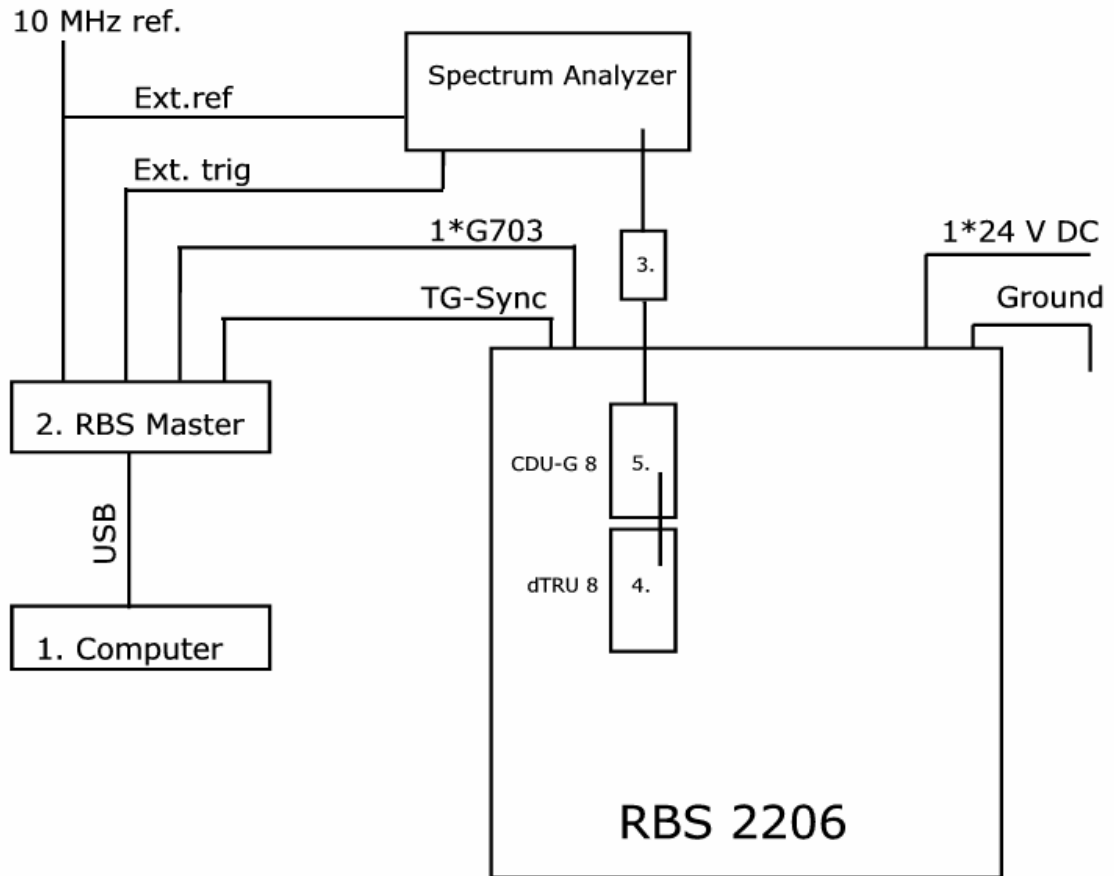 10 MHz ref.
Spectrum Analyzer
Ext.ref
Ext. trig
1*G703
1*24 V DC
3.
TG-Sync
Ground
2. RBS Master
CDU-G 8
5.
USB
dTRU 8
4.
1. Computer
RBS 2206